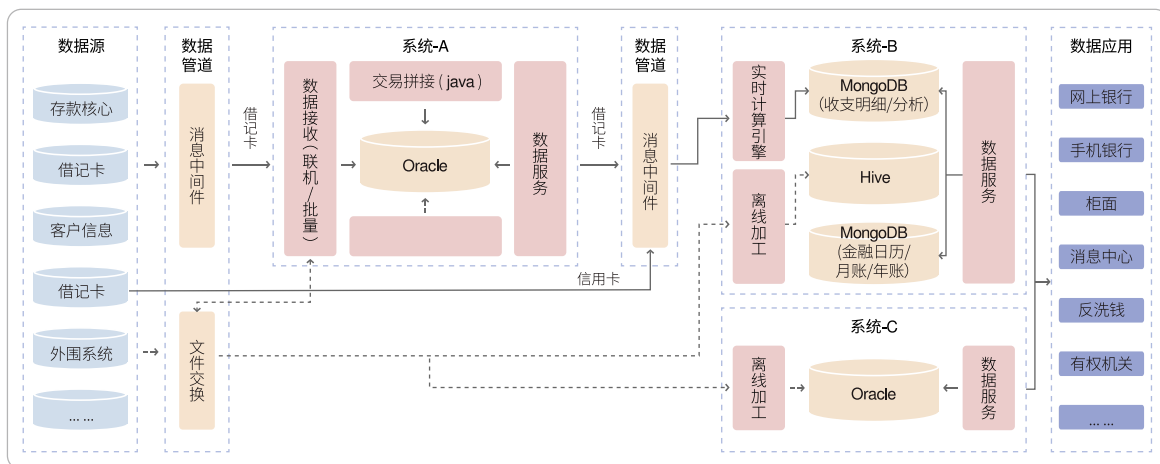 数据源
存款核心
借记卡
客户信息
借记卡
外围系统
... ...
数据
管道
消息中间件
文件交换
借记卡
系统-A
数据接收(联机/批量)
交易拼接(java)
Oracle
数据服务
借记卡
信用卡
数据
管道
消息中间件
系统-B
实时计算引擎
离线加工
MongoDB
(收支明细/分析)
Hive
MongoDB
(金融日历/
月账/年账)
数据服务
系统-C
离线加工
Oracle
数据服务
数据应用
网上银行
手机银行
柜面
消息中心
反洗钱
有权机关
... ...